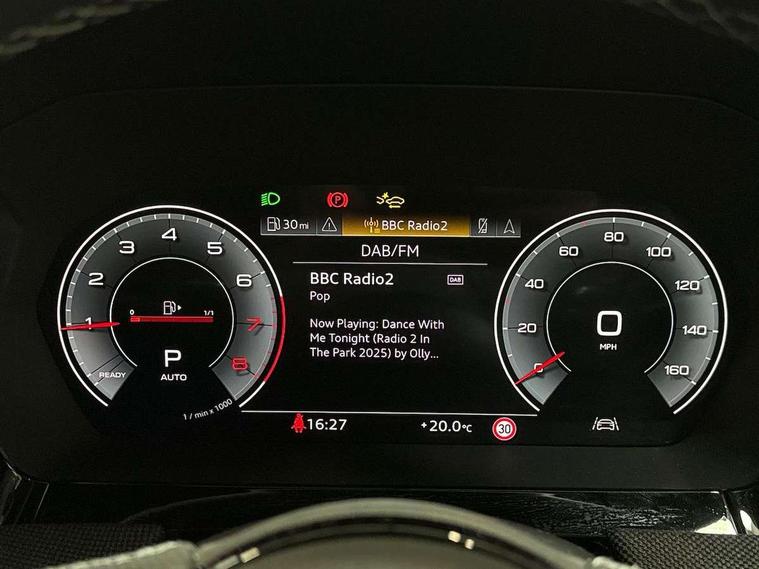 P
30 mi
BBC Radio2
DAB/FM
BBC Radio2
DAB
Pop
Now Playing: Dance With
Me Tonight (Radio 2 In
The Park 2025) by Olly...
1
2
3
4
5
6
7
8
READY
1/min x 1000
0
1/1
P
AUTO
0
20
40
60
80
100
120
140
160
0
MPH
16:27
+20.0°C
30